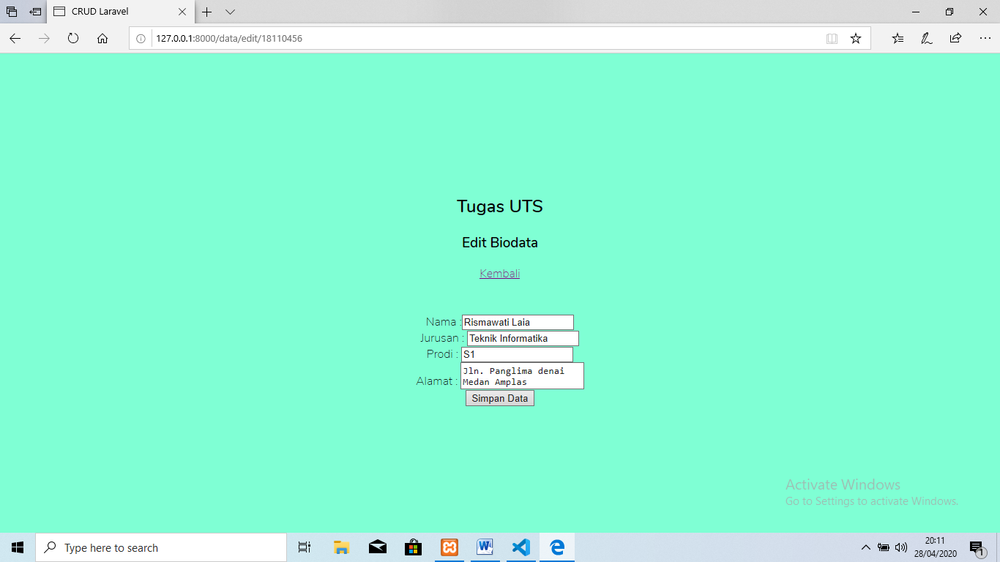 CRUD Laravel
127.0.0.1:8000/data/edit/18110456
Tugas UTS
Edit Biodata
Kembali
Nama : Rismawati Laia
Jurusan : Teknik Informatika
Prodi : S1
Alamat : Jln. Panglima denai
Medan Amplas
Simpan Data
Activate Windows
Go to Settings to activate Windows.
Type here to search
20:11
28/04/2020
1